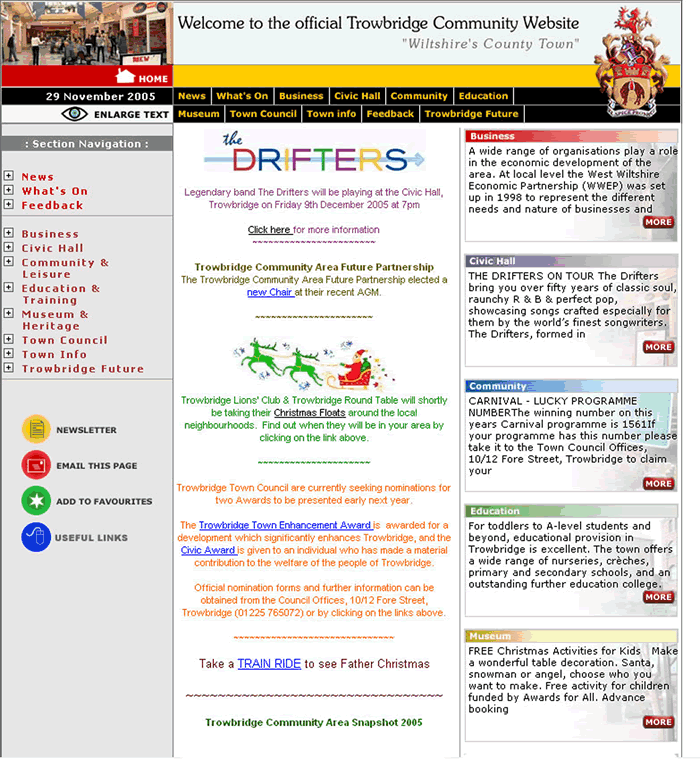 Welcome to the official Trowbridge Community Website
"Wiltshire's County Town"
HOME
29 November 2005
News What's On Business Civic Hall Community Education
ENLARGE TEXT
Museum Town Council Town info Feedback Trowbridge Future
: Section Navigation :
News
What's On
Feedback
Business
Civic Hall
Community &
Leisure
Education &
Training
Museum &
Heritage
Town Council
Town Info
Trowbridge Future
NEWSLETTER
EMAIL THIS PAGE
ADD TO FAVOURITES
USEFUL LINKS
the
DRIFTERS
Legendary band The Drifters will be playing at the Civic Hall,
Trowbridge on Friday 9th December 2005 at 7pm
Click here for more information
~~~~~~~~~~~~~~~~~~~~~~
Trowbridge Community Area Future Partnership
The Trowbridge Community Area Future Partnership elected a
new Chair at their recent AGM.
~~~~~~~~~~~~~~~~~~~~~
Trowbridge Lions' Club & Trowbridge Round Table will shortly
be taking their Christmas Floats around the local
neighbourhoods. Find out when they will be in your area by
clicking on the link above.
~~~~~~~~~~~~~~~~~~~~
Trowbridge Town Council are currently seeking nominations for
two Awards to be presented early next year.
The Trowbridge Town Enhancement Award is awarded for a
development which significantly enhances Trowbridge, and the
Civic Award is given to an individual who has made a material
contribution to the welfare of the people of Trowbridge.
Official nomination forms and further information can be
obtained from the Council Offices, 10/12 Fore Street,
Trowbridge (01225 765072) or by clicking on the links above.
~~~~~~~~~~~~~~~~~~~~~~~~~~~~
Take a TRAIN RIDE to see Father Christmas
~~~~~~~~~~~~~~~~~~~~~~~~~~~~~~~~
Trowbridge Community Area Snapshot 2005
Business
A wide range of organisations play a role
in the economic development of the
area. At local level the West Wiltshire
Economic Partnership (WWEP) was set
up in 1998 to represent the different
needs and nature of businesses and
MORE
Civic Hall
THE DRIFTERS ON TOUR The Drifters
bring you over fifty years of classic soul,
raunchy R & B & perfect pop,
showcasing songs crafted especially for
them by the world's finest songwriters.
The Drifters, formed in
MORE
Community
CARNIVAL - LUCKY PROGRAMME
NUMBERThe winning number on this
years Carnival programme is 1561If
your programme has this number please
take it to the Town Council Offices,
10/12 Fore Street, Trowbridge to claim
your
MORE
Education
For toddlers to A-level students and
beyond, educational provision in
Trowbridge is excellent. The town offers
a wide range of nurseries, crèches,
primary and secondary schools, and an
outstanding further education college.
MORE
Museum
FREE Christmas Activities for Kids Make
a wonderful table decoration. Santa,
snowman or angel, choose who you
want to make. Free activity for children
funded by Awards for All. Advance
booking
MORE